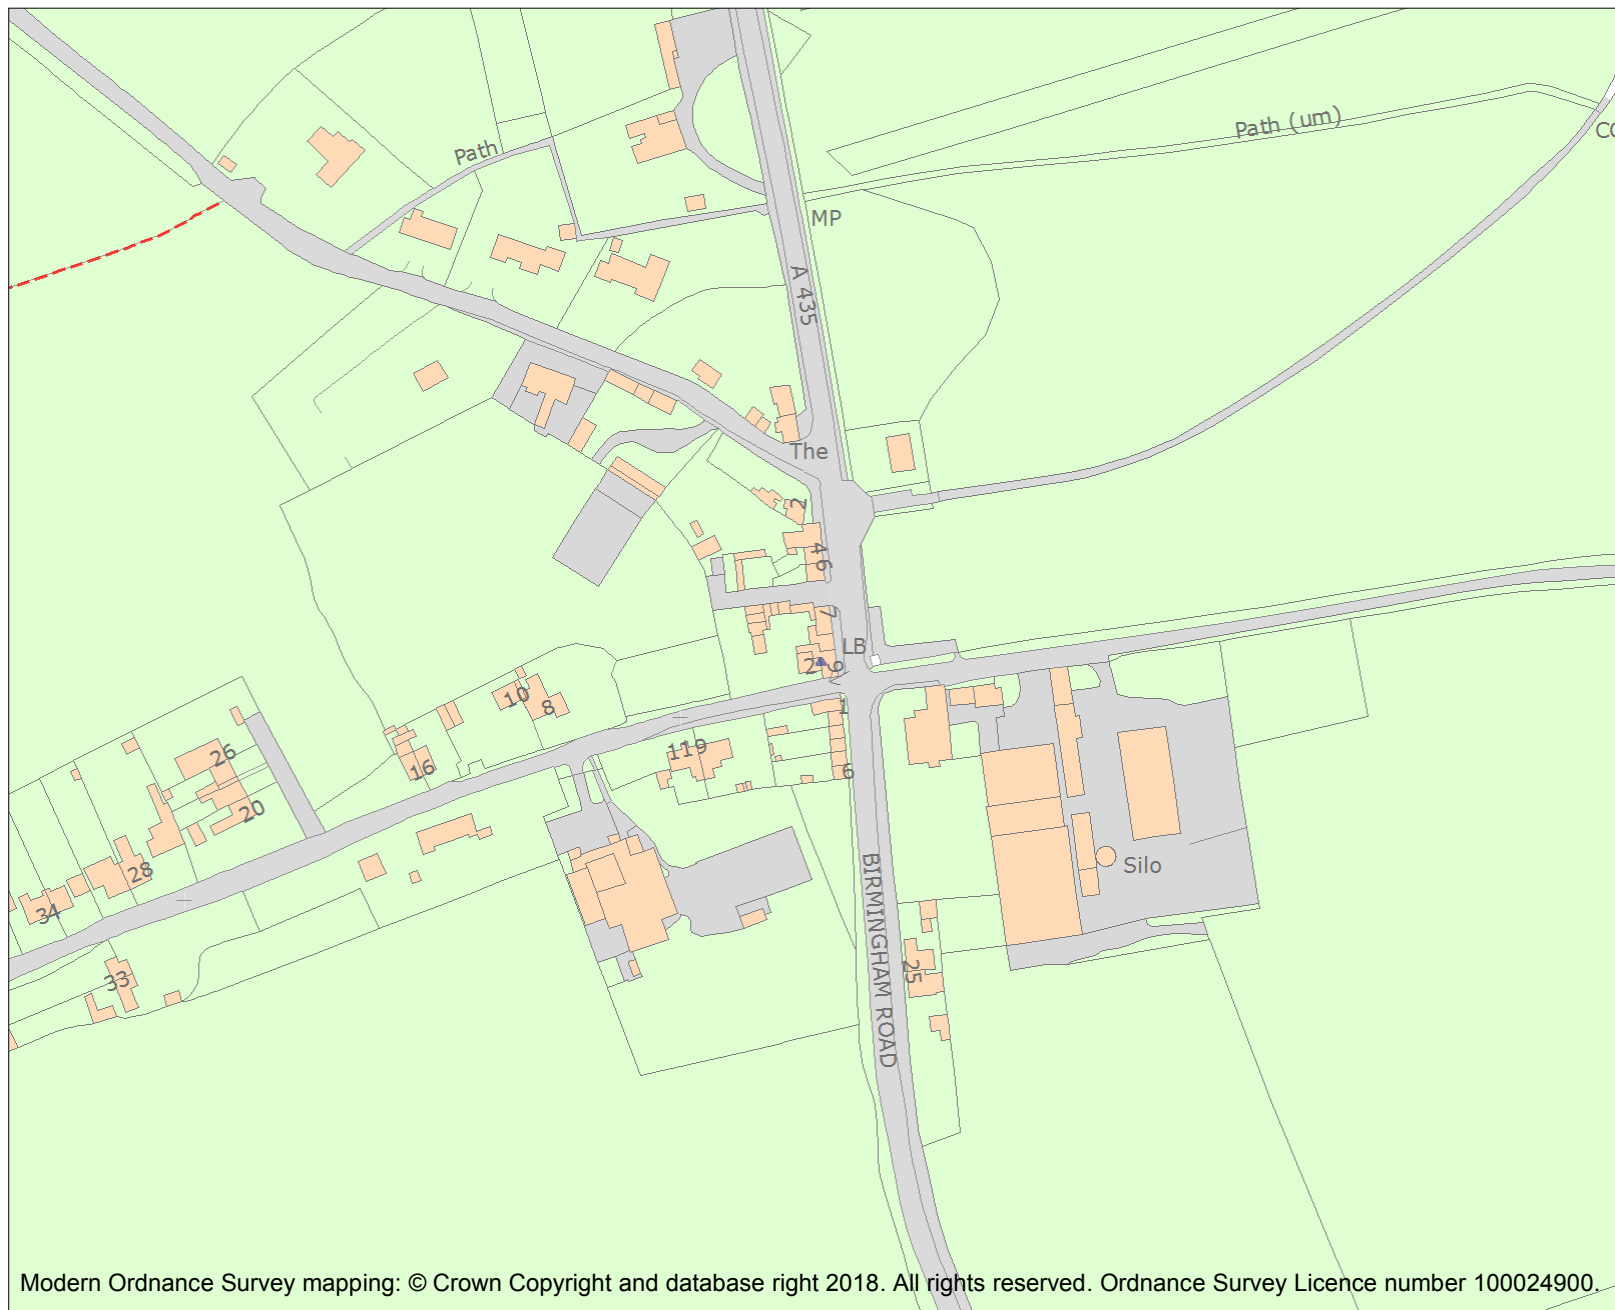 Path (um)
CO
Path
MP
A 435
The
2
4
6
7
LB
2
9
10
8
1
119
26
16
6
20
28
Silo
34
BIRMINGHAM ROAD
25
33
Modern Ordnance Survey mapping: © Crown Copyright and database right 2018. All rights reserved. Ordnance Survey Licence number 100024900.